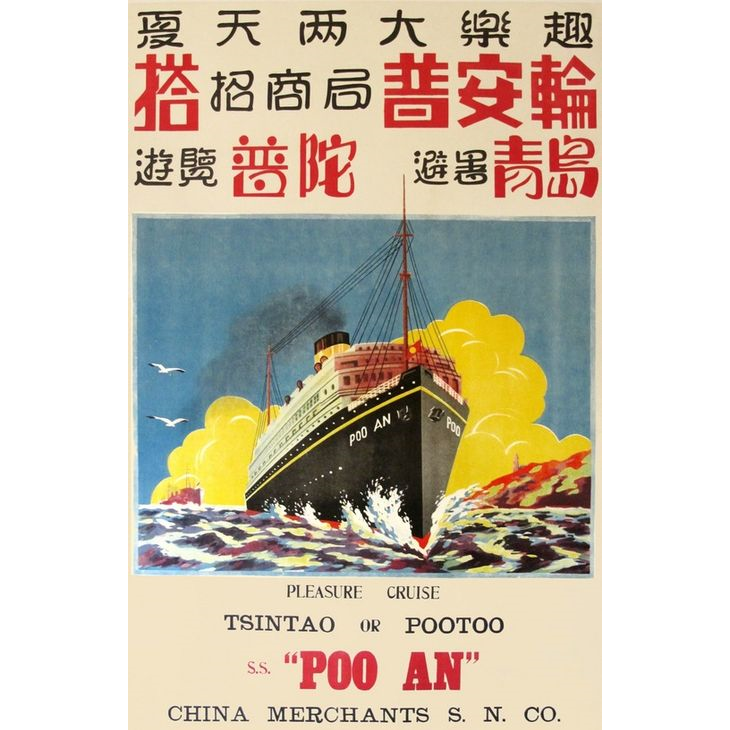 夏天两大樂趣
搭招商局普安輪
遊覽普陀 避暑青島
POO AN
POO
PLEASURE CRUISE
TSINTAO OR POOTOO
S.S. "POO AN"
CHINA MERCHANTS S. N. CO.